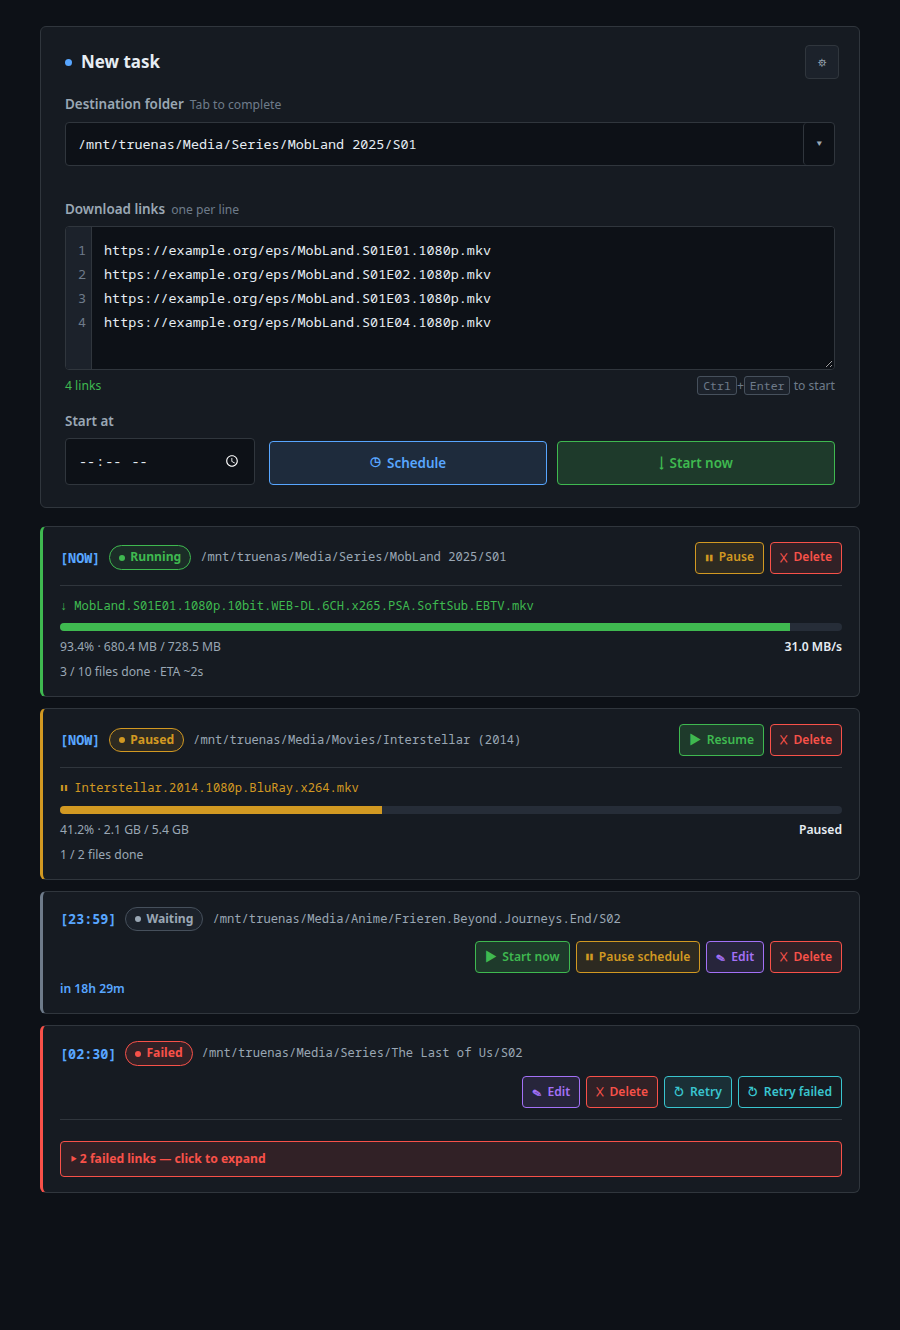 New task
Destination folder Tab to complete
/mnt/truenas/Media/Series/MobLand 2025/S01
Download links one per line
1 https://example.org/eps/MobLand.S01E01.1080p.mkv
2 https://example.org/eps/MobLand.S01E02.1080p.mkv
3 https://example.org/eps/MobLand.S01E03.1080p.mkv
4 https://example.org/eps/MobLand.S01E04.1080p.mkv
4 links
Ctrl+Enter to start
Start at
--:-- --
Schedule
↓ Start now
[NOW] Running /mnt/truenas/Media/Series/MobLand 2025/S01 Pause X Delete
↓ MobLand.S01E01.1080p.10bit.WEB-DL.6CH.x265.PSA.SoftSub.EBTV.mkv
93.4% · 680.4 MB / 728.5 MB 31.0 MB/s
3 / 10 files done · ETA ~2s
[NOW] Paused /mnt/truenas/Media/Movies/Interstellar (2014) Resume X Delete
Interstellar.2014.1080p.BluRay.x264.mkv
41.2% · 2.1 GB / 5.4 GB Paused
1 / 2 files done
[23:59] Waiting /mnt/truenas/Media/Anime/Frieren.Beyond.Journeys.End/S02
Start now Pause schedule Edit X Delete
in 18h 29m
[02:30] Failed /mnt/truenas/Media/Series/The Last of Us/S02
Edit X Delete Retry Retry failed
2 failed links — click to expand